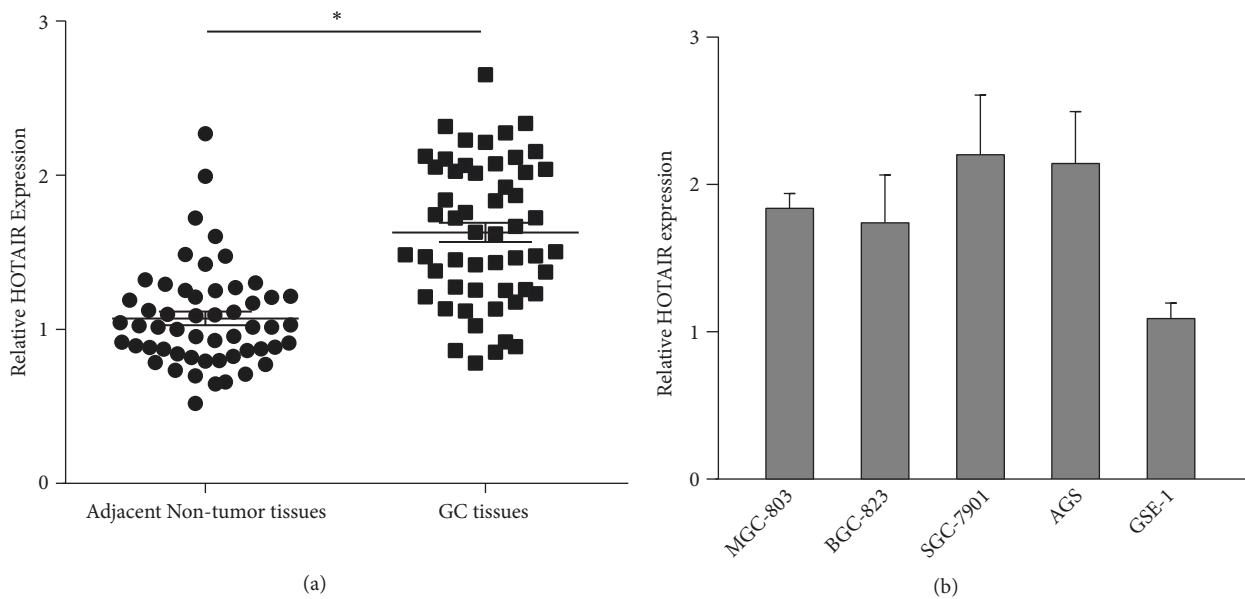 3
2
1
0
Relative HOTAIR Expression
*
Adjacent Non-tumor tissues
GC tissues
(a)
3
2
1
0
Relative HOTAIR expression
MGC-803
BGC-823
SGC-7901
AGS
GSE-1
(b)